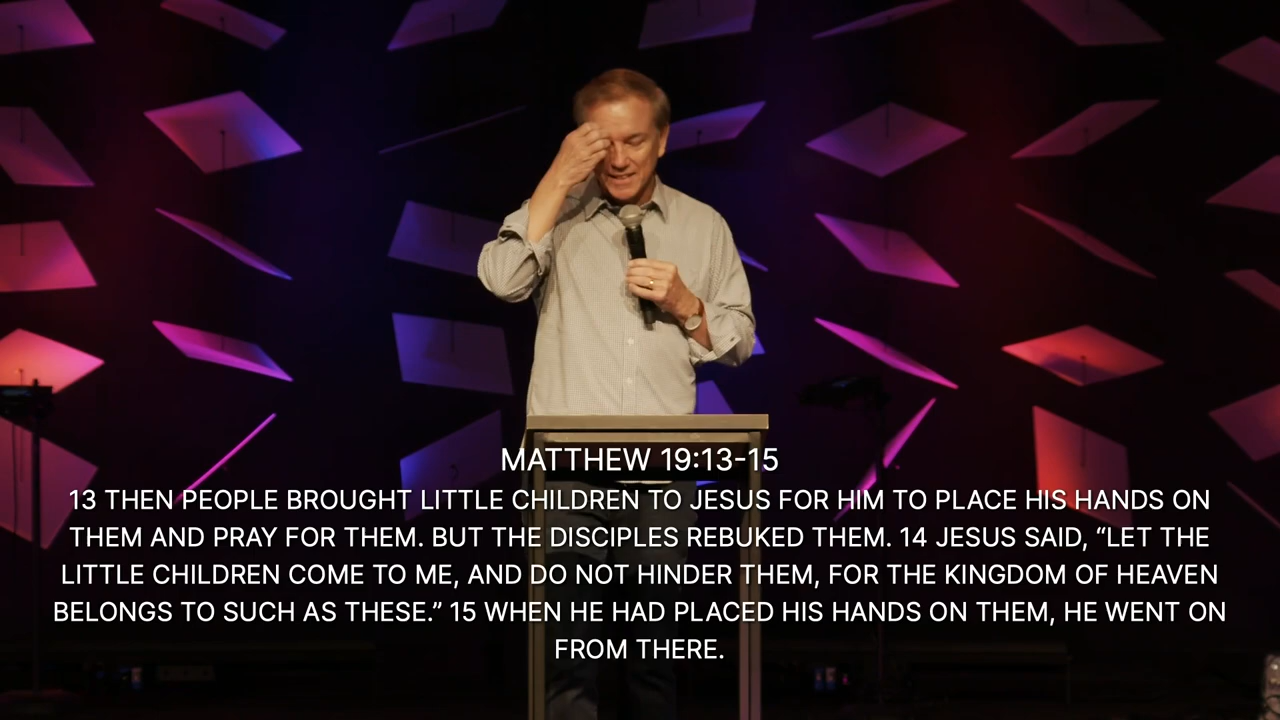 MATTHEW 19:13-15
13 THEN PEOPLE BROUGHT LITTLE CHILDREN TO JESUS FOR HIM TO PLACE HIS HANDS ON
THEM AND PRAY FOR THEM. BUT THE DISCIPLES REBUKED THEM. 14 JESUS SAID, “LET THE
LITTLE CHILDREN COME TO ME, AND DO NOT HINDER THEM, FOR THE KINGDOM OF HEAVEN
BELONGS TO SUCH AS THESE.” 15 WHEN HE HAD PLACED HIS HANDS ON THEM, HE WENT ON
FROM THERE.